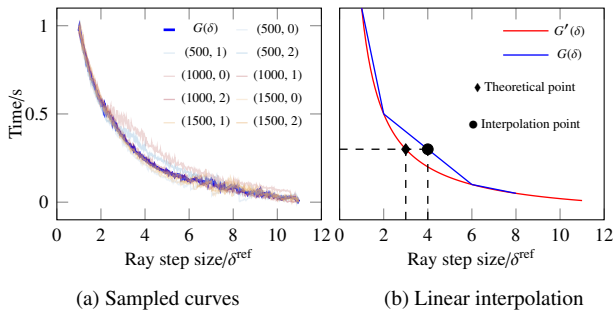 1
0.5
0
Time/s
G(δ)
(500, 0)
(500, 1)
(500, 2)
(1000, 0)
(1000, 1)
(1000, 2)
(1500, 0)
(1500, 1)
(2500, 2)
0 2 4 6 8 10 12
Ray step size/δ^ref
(a) Sampled curves
G′(δ)
G(δ)
Theoretical point
Interpolation point
0 2 4 6 8 10 12
Ray step size/δ^ref
(b) Linear interpolation